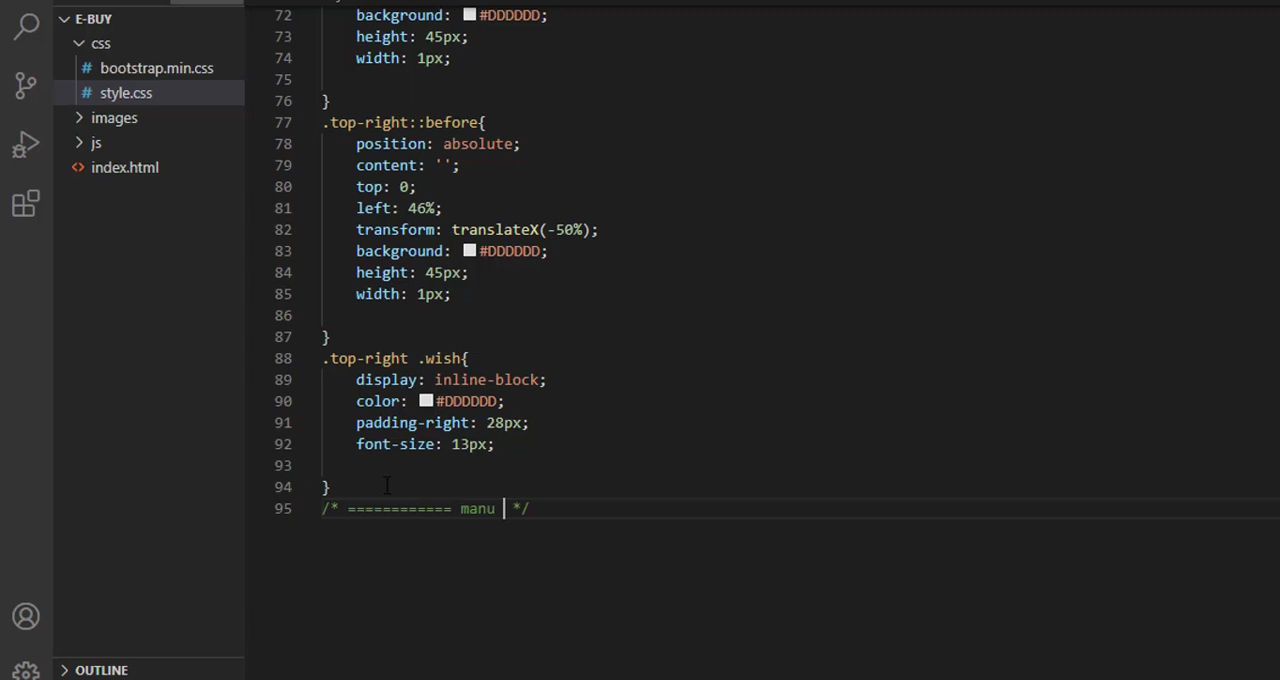 E-BUY
css
# bootstrap.min.css
# style.css
images
js
<> index.html
OUTLINE
72 background: #DDDDDD;
73 height: 45px;
74 width: 1px;
75
76 }
77 .top-right::before{
78 position: absolute;
79 content: '';
80 top: 0;
81 left: 46%;
82 transform: translateX(-50%);
83 background: #DDDDDD;
84 height: 45px;
85 width: 1px;
86
87 }
88 .top-right .wish{
89 display: inline-block;
90 color: #DDDDDD;
91 padding-right: 28px;
92 font-size: 13px;
93
94 }
95 /* ============ manu */